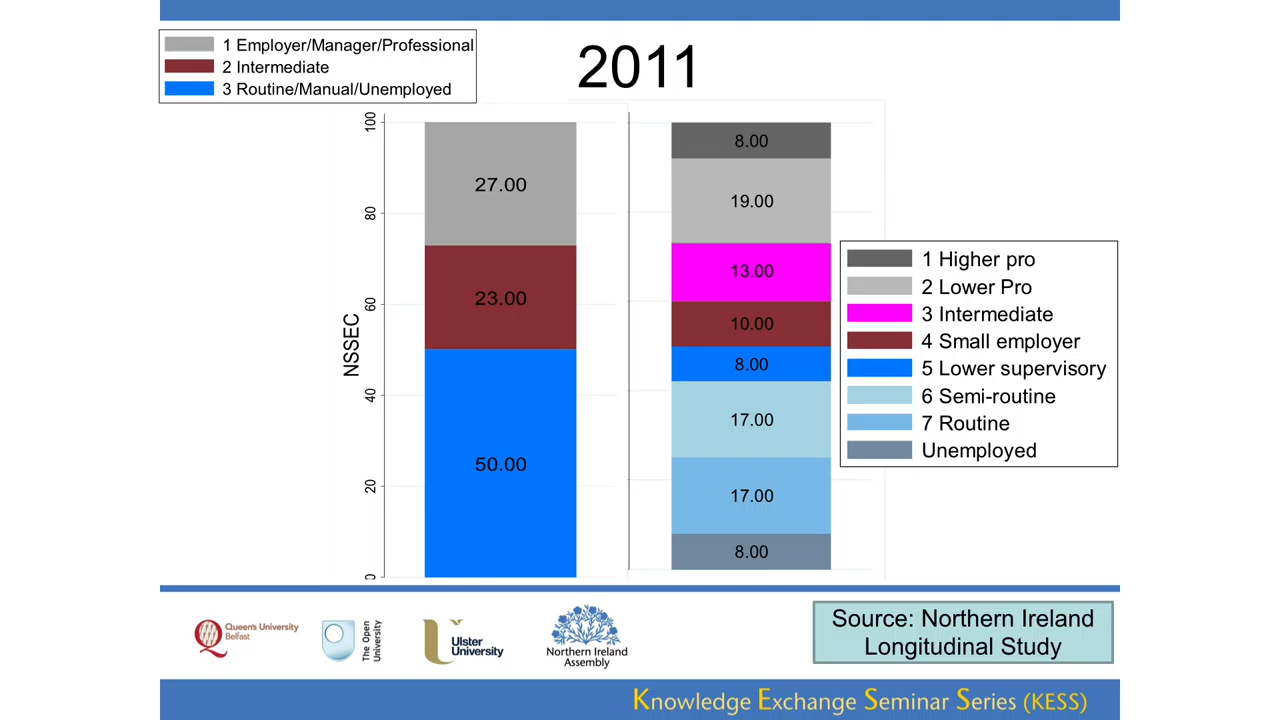 1 Employer/Manager/Professional
2 Intermediate
3 Routine/Manual/Unemployed
2011
NSSEC
100
80
60
40
20
0
27.00
23.00
50.00
8.00
19.00
13.00
10.00
8.00
17.00
17.00
8.00
1 Higher pro
2 Lower Pro
3 Intermediate
4 Small employer
5 Lower supervisory
6 Semi-routine
7 Routine
Unemployed
Queen's University
Belfast
The Open
University
Ulster
University
Northern Ireland
Assembly
Source: Northern Ireland
Longitudinal Study
Knowledge Exchange Seminar Series (KESS)